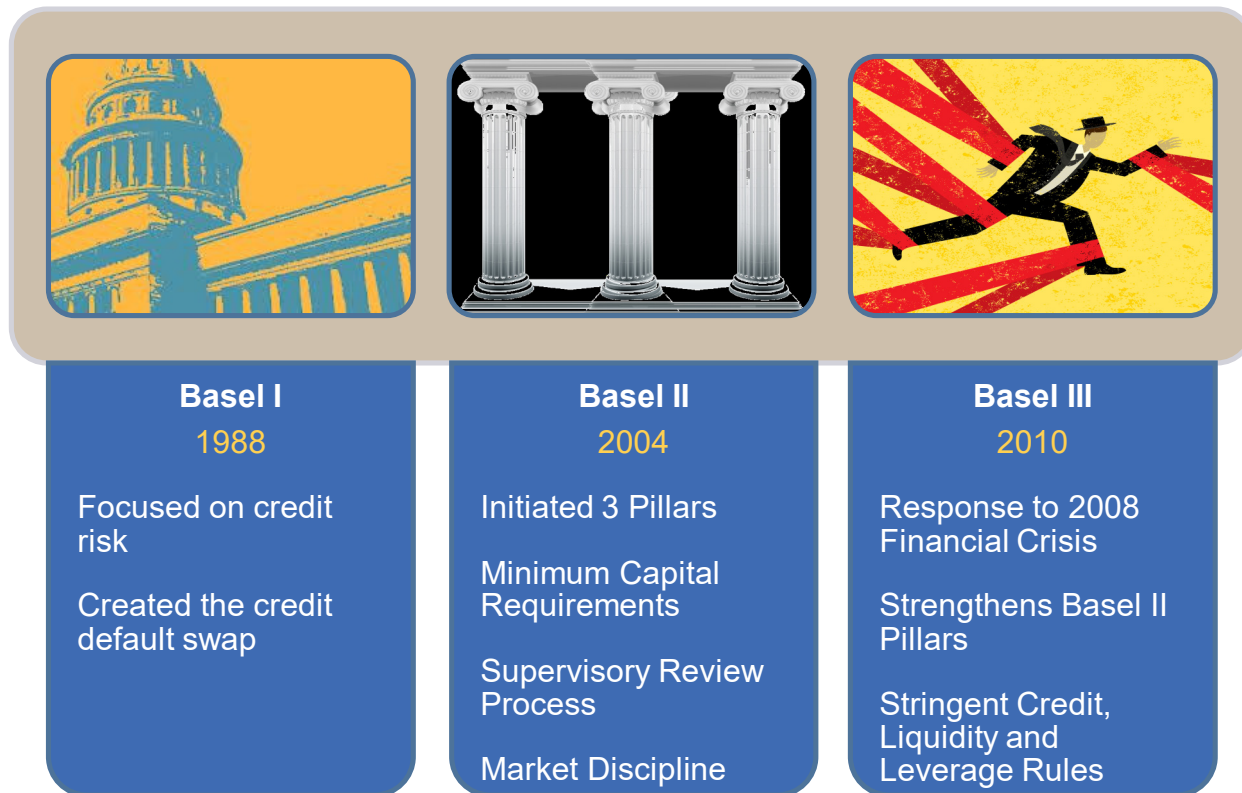 Basel I
1988
Focused on credit
risk
Created the credit
default swap
Basel II
2004
Initiated 3 Pillars
Minimum Capital
Requirements
Supervisory Review
Process
Market Discipline
Basel III
2010
Response to 2008
Financial Crisis
Strengthens Basel II
Pillars
Stringent Credit,
Liquidity and
Leverage Rules